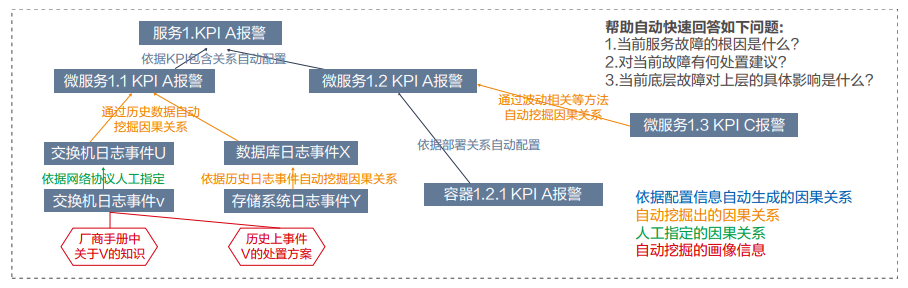 服务1.KPI A报警
依据KPI包含关系自动配置
微服务1.1 KPI A报警
微服务1.2 KPI A报警
帮助自动快速回答如下问题:
1.当前服务故障的根因是什么?
2.对当前故障有何处置建议?
3.当前底层故障对上层的具体影响是什么?
通过历史数据自动
挖掘因果关系
通过波动相关等方法
自动挖掘因果关系
微服务1.3 KPI C报警
交换机日志事件U
数据库日志事件X
依据部署关系自动配置
依据网络协议人工指定
依据历史日志事件自动挖掘因果关系
交换机日志事件v
存储系统日志事件Y
容器1.2.1 KPI A报警
厂商手册中
关于V的知识
历史上事件
V的处置方案
依据配置信息自动生成的因果关系
自动挖掘出的因果关系
人工指定的因果关系
自动挖掘的画像信息